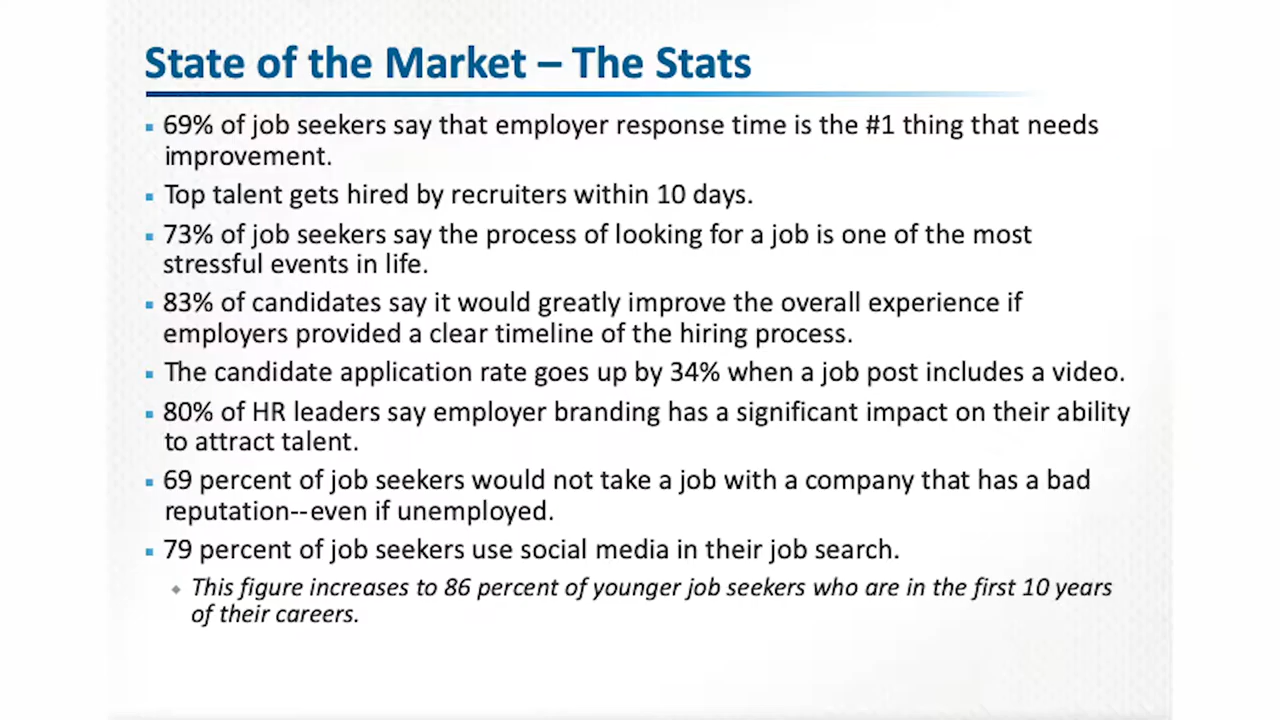 State of the Market – The Stats
69% of job seekers say that employer response time is the #1 thing that needs
improvement.
Top talent gets hired by recruiters within 10 days.
73% of job seekers say the process of looking for a job is one of the most
stressful events in life.
83% of candidates say it would greatly improve the overall experience if
employers provided a clear timeline of the hiring process.
The candidate application rate goes up by 34% when a job post includes a video.
80% of HR leaders say employer branding has a significant impact on their ability
to attract talent.
69 percent of job seekers would not take a job with a company that has a bad
reputation--even if unemployed.
79 percent of job seekers use social media in their job search.
This figure increases to 86 percent of younger job seekers who are in the first 10 years
of their careers.